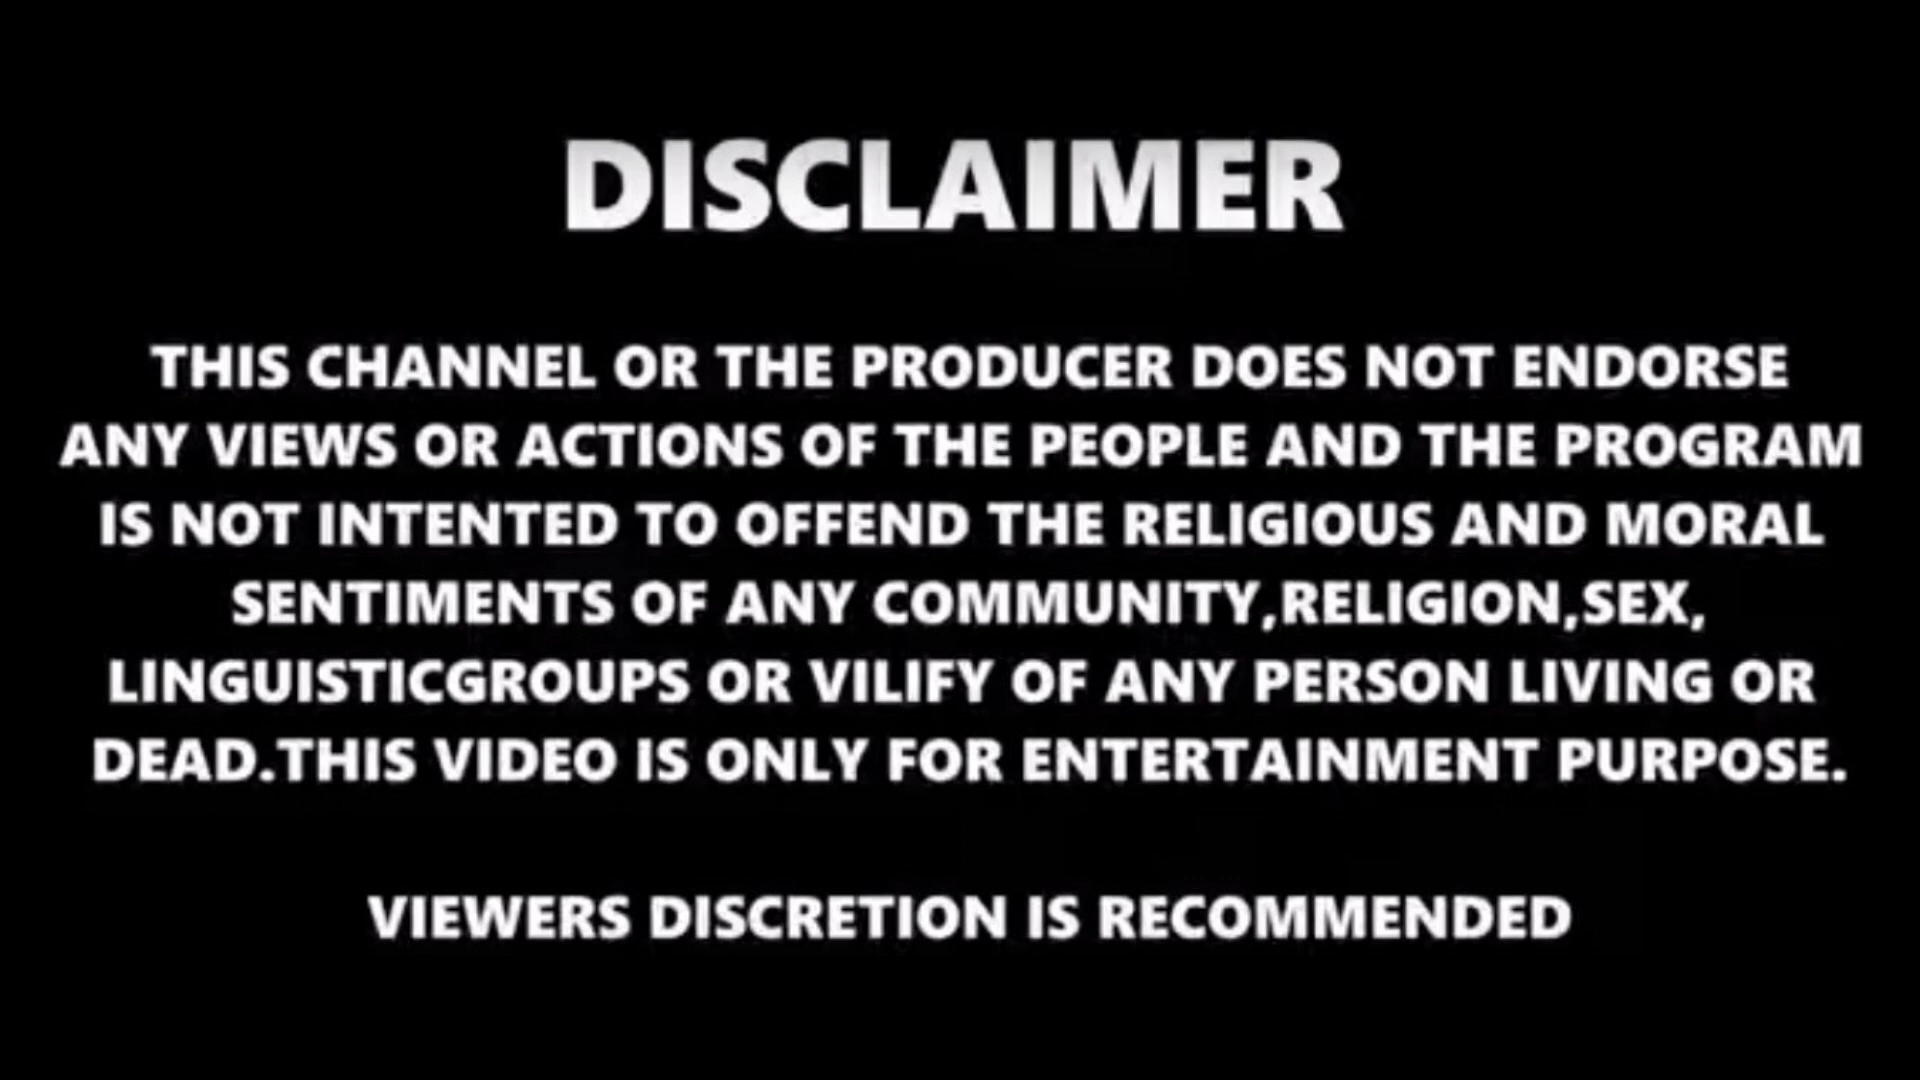 DISCLAIMER
THIS CHANNEL OR THE PRODUCER DOES NOT ENDORSE
ANY VIEWS OR ACTIONS OF THE PEOPLE AND THE PROGRAM
IS NOT INTENTED TO OFFEND THE RELIGIOUS AND MORAL
SENTIMENTS OF ANY COMMUNITY,RELIGION,SEX,
LINGUISTICGROUPS OR VILIFY OF ANY PERSON LIVING OR
DEAD.THIS VIDEO IS ONLY FOR ENTERTAINMENT PURPOSE.
VIEWERS DISCRETION IS RECOMMENDED